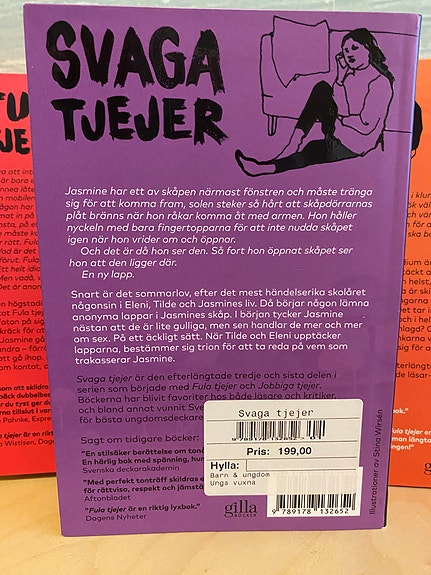 SVAGA
TJEJER
Jasmine har ett av skåpen närmast fönstren och måste tränga
sig för att komma fram, solen steker så hårt att skåpdörrarnas
plåt bränns när hon råkar komma åt med armen. Hon håller
nyckeln med bara fingertopparna för att inte nudda skåpet
igen när hon vrider om och öppnar.
Och det är då hon ser den. Så fort hon öppnat skåpet ser
hon att den ligger där.
En ny lapp.
Snart är det sommarlov, efter det mest händelserika skolåret
någonsin i Eleni, Tilde och Jasmines liv. Då börjar någon lämna
anonyma lappar i Jasmines skåp. I början tycker Jasmine
nästan att de är lite gulliga, men sen handlar de mer och mer
om sex. På ett äckligt sätt. När Tilde och Eleni upptäcker
lapparna, bestämmer sig trion för att ta reda på vem som
trakasserar Jasmine.
Svaga tjejer är den efterlängtade tredje och sista delen i
serien som började med Fula tjejer och Jobbiga tjejer.
Böckerna har blivit favoriter hos både läsare och kritiker,
och bland annat vunnit
för bästa ungdomsdeckare
Sagt om tidigare böcker:
"En stilsäker berättelse om
En härlig bok med spänning,
Svenska deckarakademin
"Med perfekt tonträff skildras
för rättvisa, respekt och
Aftonbladet
"Fula tjejer är en riktig lyxbok."
Dagens Nyheter
Svaga tjejer
9789178132652
Pris: 199,00
Hylla:
Barn & ungdom
Unga vuxna
gilla
BÖCKER
9 789178 132652
Illustrationer av Stina Wirsén